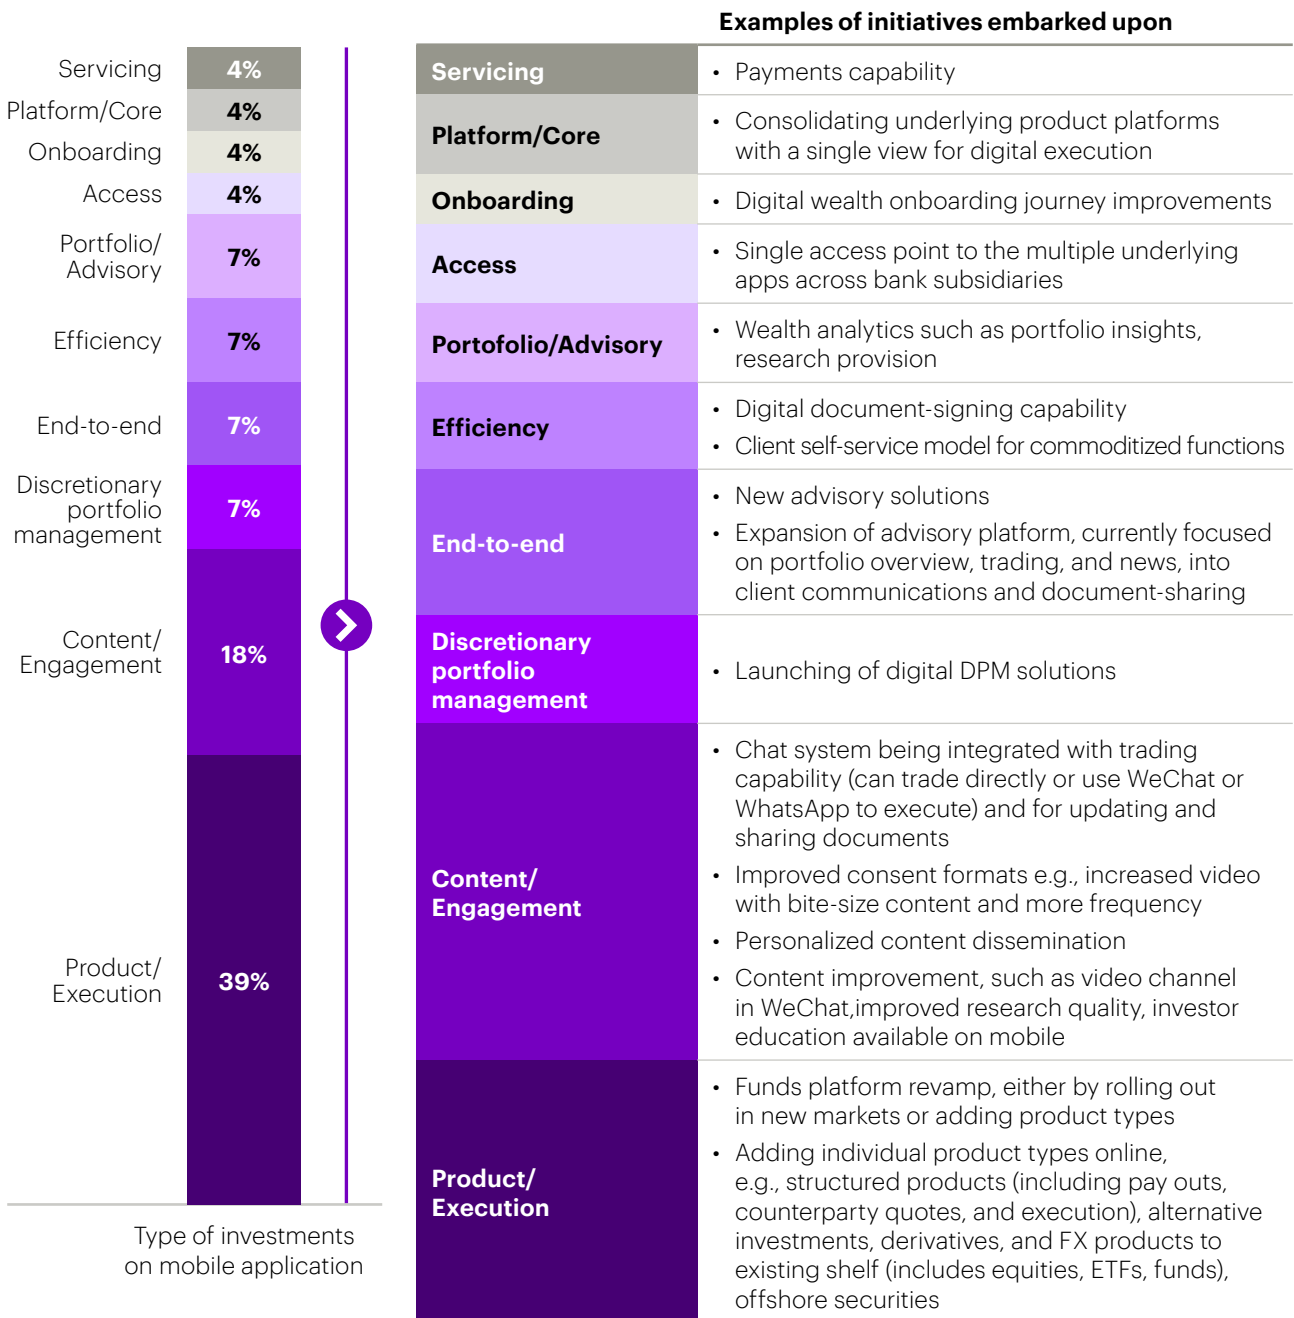 Examples of initiatives embarked upon
Servicing
4%
Platform/Core
4%
Onboarding
4%
Access
4%
Portfolio/
Advisory
7%
Efficiency
7%
End-to-end
7%
Discretionary
portfolio
management
7%
Content/
Engagement
18%
Product/
Execution
39%
Type of investments
on mobile application
Servicing
• Payments capability
Platform/Core
• Consolidating underlying product platforms
with a single view for digital execution
Onboarding
• Digital wealth onboarding journey improvements
Access
• Single access point to the multiple underlying
apps across bank subsidiaries
Portofolio/Advisory
• Wealth analytics such as portfolio insights,
research provision
Efficiency
• Digital document-signing capability
• Client self-service model for commoditized functions
End-to-end
• New advisory solutions
• Expansion of advisory platform, currently focused
on portfolio overview, trading, and news, into
client communications and document-sharing
Discretionary
portfolio
management
• Launching of digital DPM solutions
Content/
Engagement
• Chat system being integrated with trading
capability (can trade directly or use WeChat or
WhatsApp to execute) and for updating and
sharing documents
• Improved consent formats e.g., increased video
with bite-size content and more frequency
• Personalized content dissemination
• Content improvement, such as video channel
in WeChat,improved research quality, investor
education available on mobile
Product/
Execution
• Funds platform revamp, either by rolling out
in new markets or adding product types
• Adding individual product types online,
e.g., structured products (including pay outs,
counterparty quotes, and execution), alternative
investments, derivatives, and FX products to
existing shelf (includes equities, ETFs, funds),
offshore securities